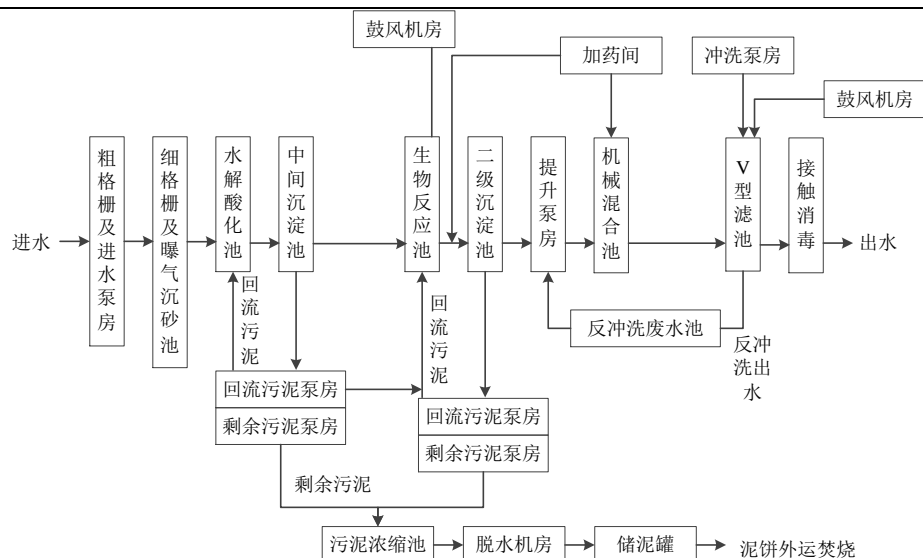 鼓风机房
加药间
冲洗泵房
鼓风机房
进水
粗格栅及进水泵房
细格栅及曝气沉砂池
水解酸化池
中间沉淀池
生物反应池
二级沉淀池
提升泵房
机械混合池
V型滤池
接触消毒
出水
回流污泥
回流污泥
反冲洗废水池
反冲
洗出
水
回流污泥泵房
剩余污泥泵房
回流污泥泵房
剩余污泥泵房
剩余污泥
污泥浓缩池
脱水机房
储泥罐
泥饼外运焚烧